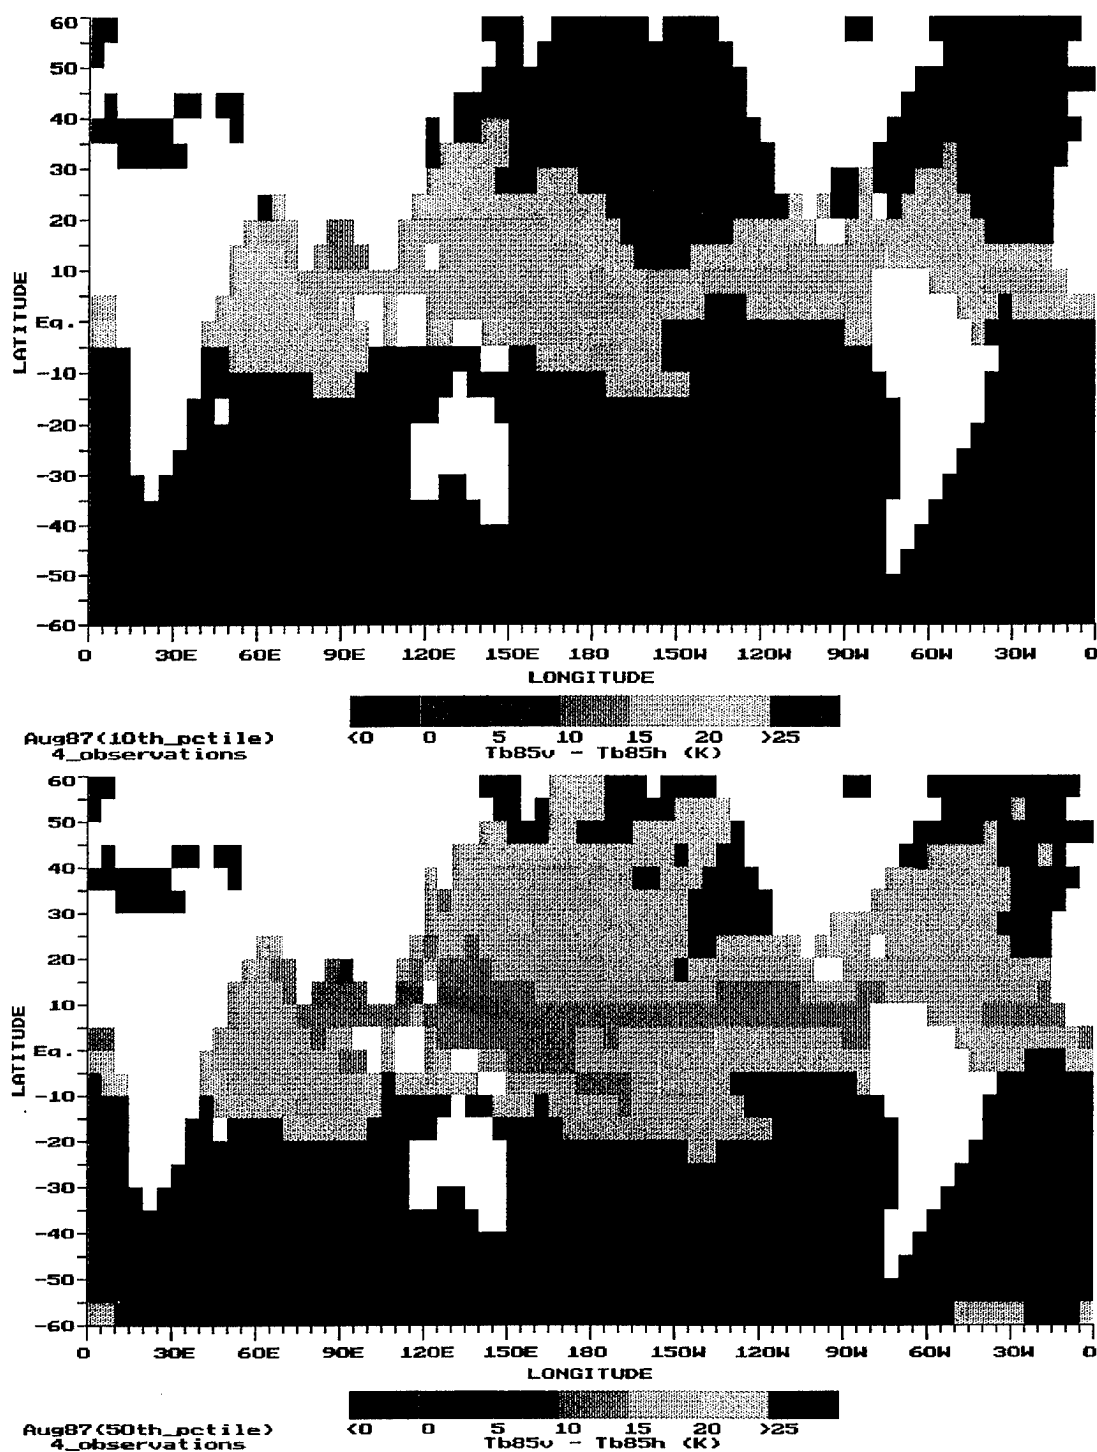 60
50
40
30
20
10
Eq.
-10
-20
-30
-40
-50
-60
LATITUDE
0 30E 60E 90E 120E 150E 180 150W 120W 90W 60W 30W 0
LONGITUDE
Aug87(10th_pctile)
4_observations
<0 0 5 10 15 20 >25
Tb85v - Tb85h (K)
60
50
40
30
20
10
Eq.
-10
-20
-30
-40
-50
-60
LATITUDE
0 30E 60E 90E 120E 150E 180 150W 120W 90W 60W 30W 0
LONGITUDE
Aug87(50th_pctile)
4_observations
<0 0 5 10 15 20 >25
Tb85v - Tb85h (K)